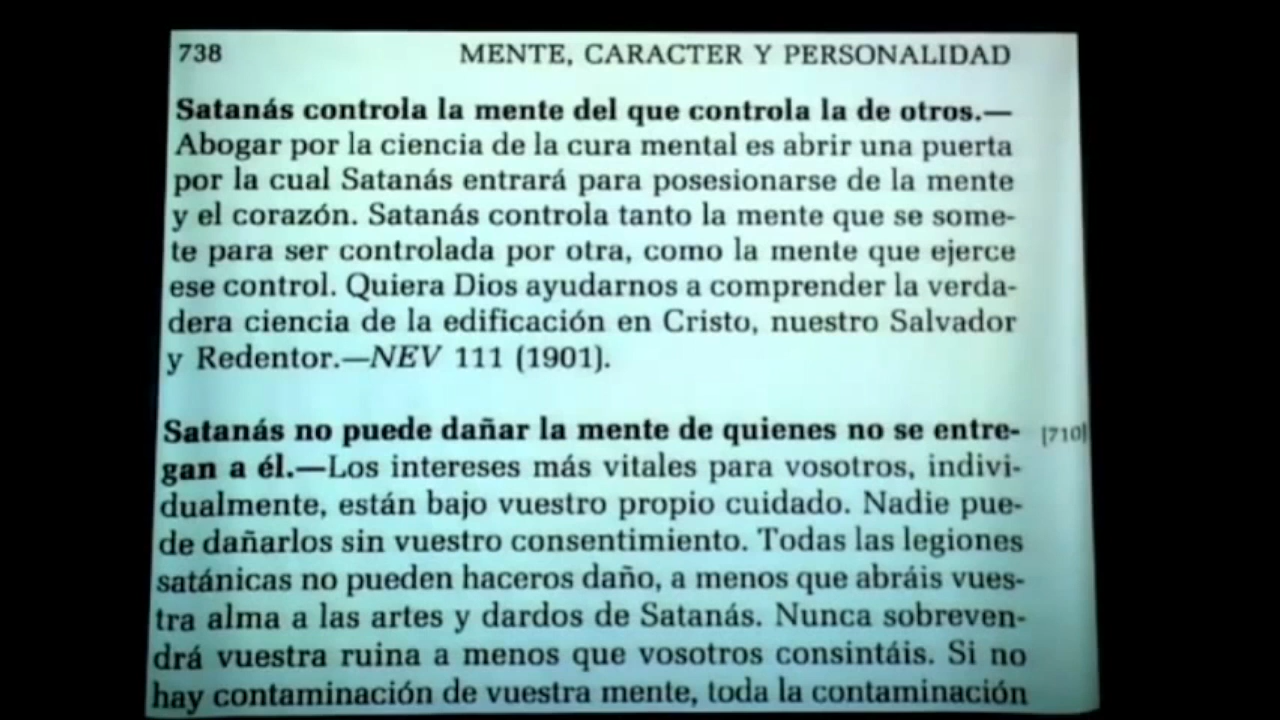 738 MENTE, CARACTER Y PERSONALIDAD
Satanás controla la mente del que controla la de otros.—
Abogar por la ciencia de la cura mental es abrir una puerta
por la cual Satanás entrará para posesionarse de la mente
y el corazón. Satanás controla tanto la mente que se some-
te para ser controlada por otra, como la mente que ejerce
ese control. Quiera Dios ayudarnos a comprender la verda-
dera ciencia de la edificación en Cristo, nuestro Salvador
y Redentor.—NEV 111 (1901).
Satanás no puede dañar la mente de quienes no se entre- [710]
gan a él.—Los intereses más vitales para vosotros, indivi-
dualmente, están bajo vuestro propio cuidado. Nadie pue-
de dañarlos sin vuestro consentimiento. Todas las legiones
satánicas no pueden haceros daño, a menos que abráis vues-
tra alma a las artes y dardos de Satanás. Nunca sobreven-
drá vuestra ruina a menos que vosotros consintáis. Si no
hay contaminación de vuestra mente, toda la contaminación